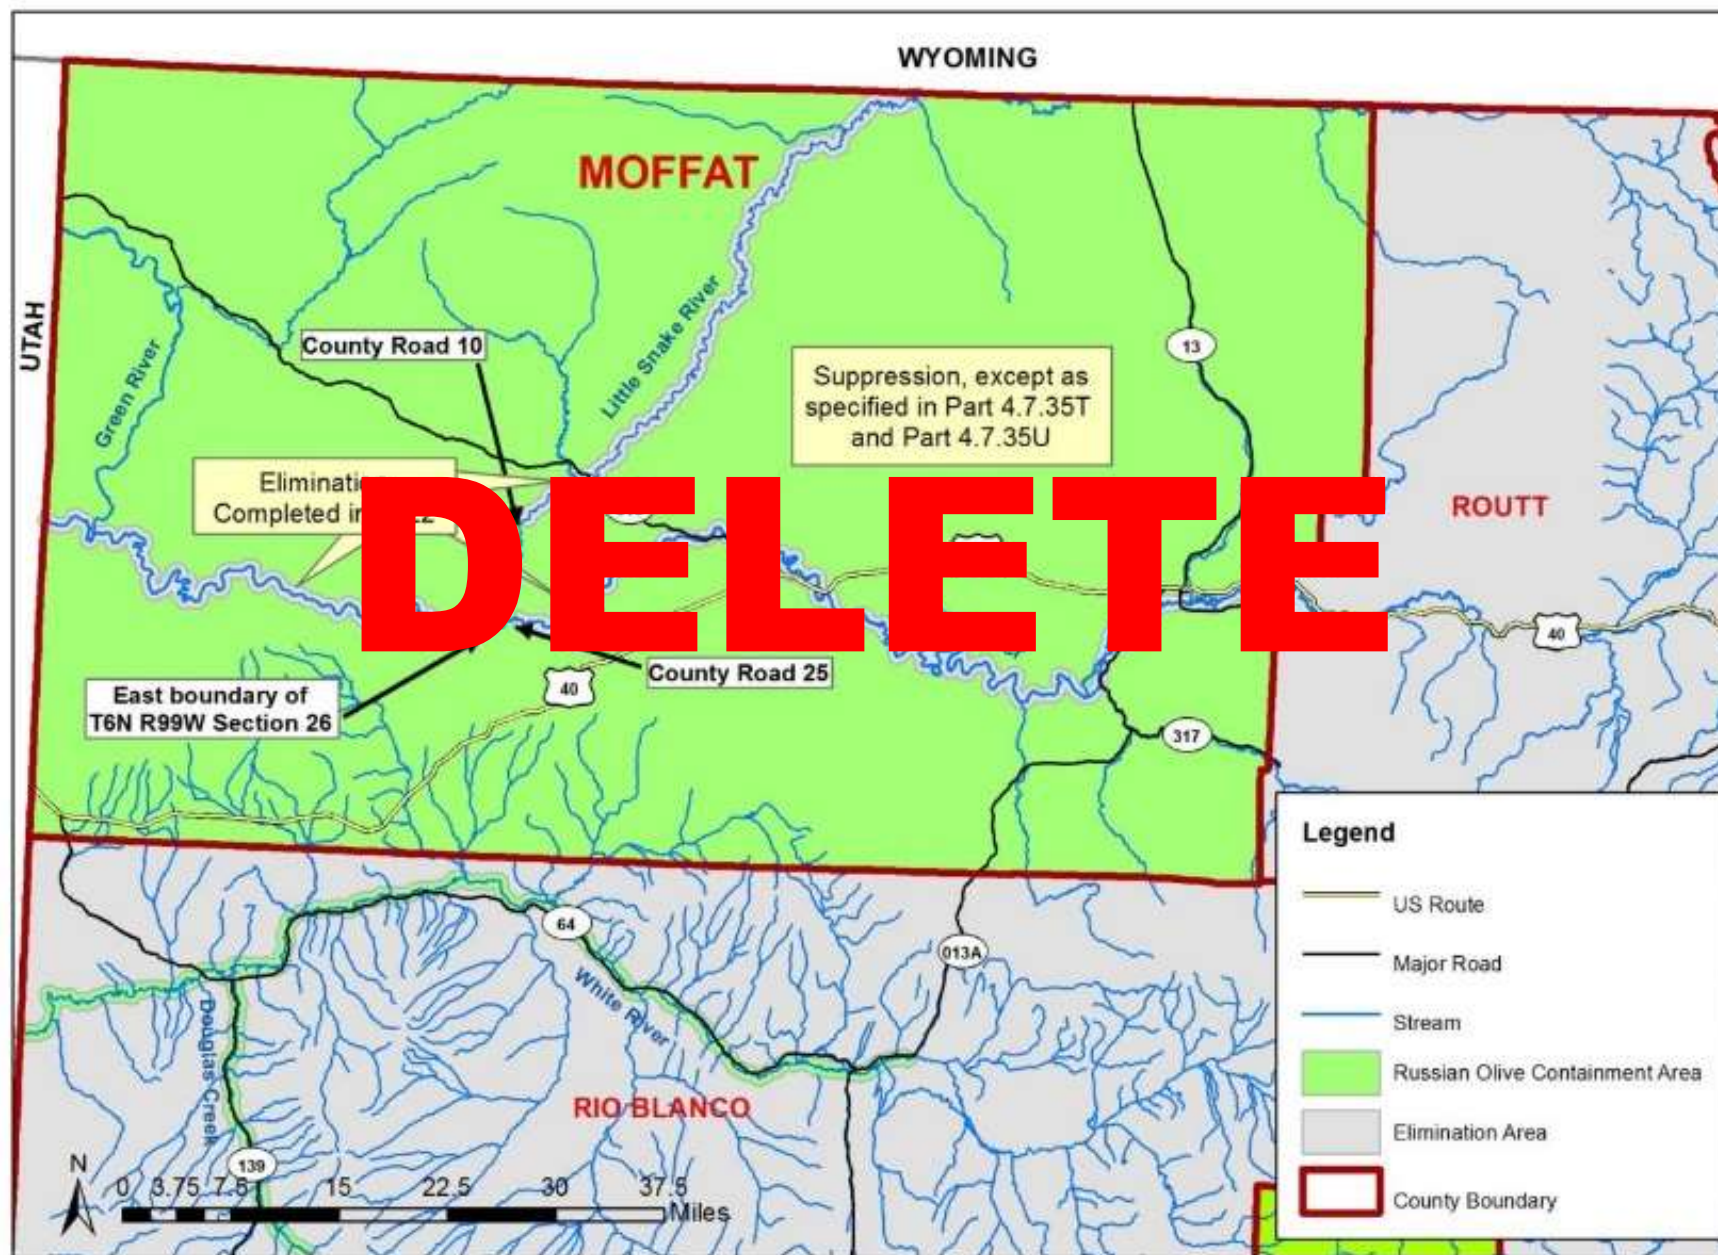 WYOMING
MOFFAT
UTAH
Green River
Little Snake River
County Road 10
13
Suppression, except as
specified in Part 4.7.35T
and Part 4.7.35U
Completed in
DELETE
ROUTT
40
County Road 25
East boundary of
T6N R99W Section 26
40
317
Legend
US Route
Major Road
Stream
Russian Olive Containment Area
Elimination Area
County Boundary
64
013A
White River
Douglas Creek
RIO BLANCO
139
N
0 3.75 7.5 15 22.5 30 37.5
Miles